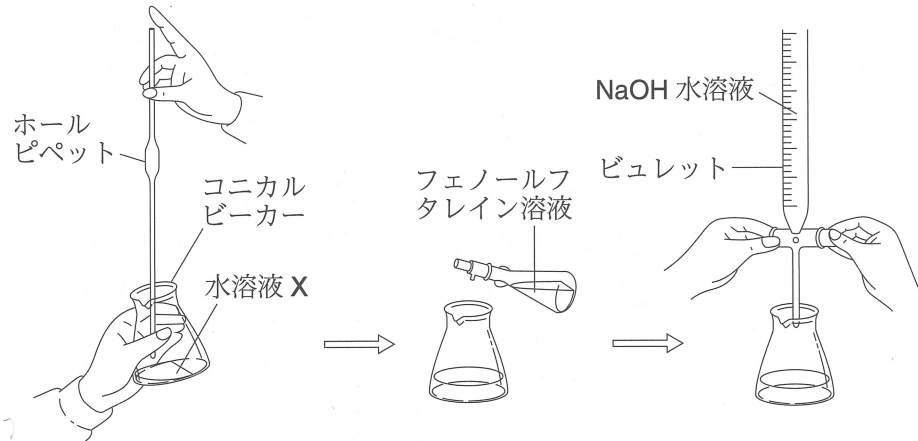 ホール
ピペット
コニカル
ビーカー
水溶液 X
フェノールフ
タレイン溶液
NaOH 水溶液
ビュレット